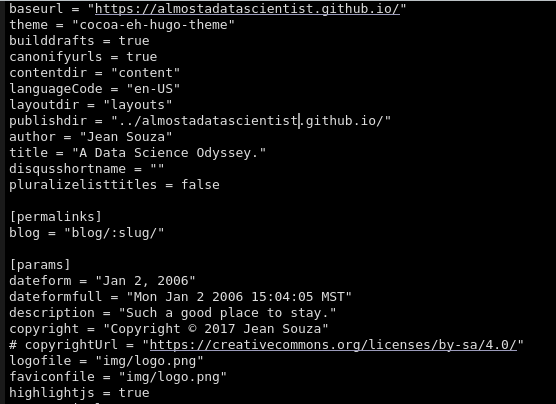 baseurl = "https://almostadatascientist.github.io/"
theme = "cocoa-eh-hugo-theme"
builddrafts = true
canonifyurls = true
contentdir = "content"
languageCode = "en-US"
layoutdir = "layouts"
publishdir = "../almostadatascientist.github.io/"
author = "Jean Souza"
title = "A Data Science Odyssey."
disqusshortname = ""
pluralizelisttitles = false

[permalinks]
blog = "blog/:slug/"

[params]
dateform = "Jan 2, 2006"
dateformfull = "Mon Jan 2 2006 15:04:05 MST"
description = "Such a good place to stay."
copyright = "Copyright © 2017 Jean Souza"
# copyrightUrl = "https://creativecommons.org/licenses/by-sa/4.0/"
logofile = "img/logo.png"
faviconfile = "img/logo.png"
highlightjs = true